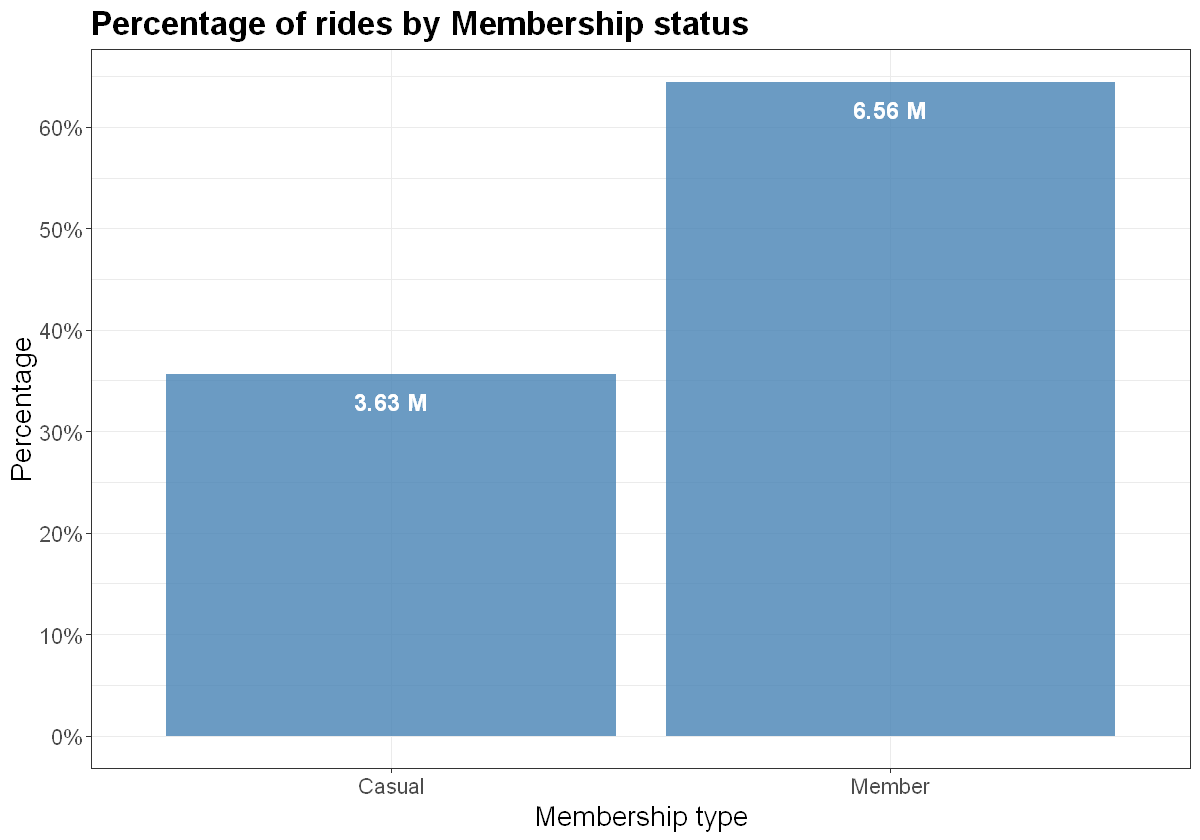 Percentage of rides by Membership status
Percentage
60%
50%
40%
30%
20%
10%
0%
6.56 M
3.63 M
Casual
Member
Membership type